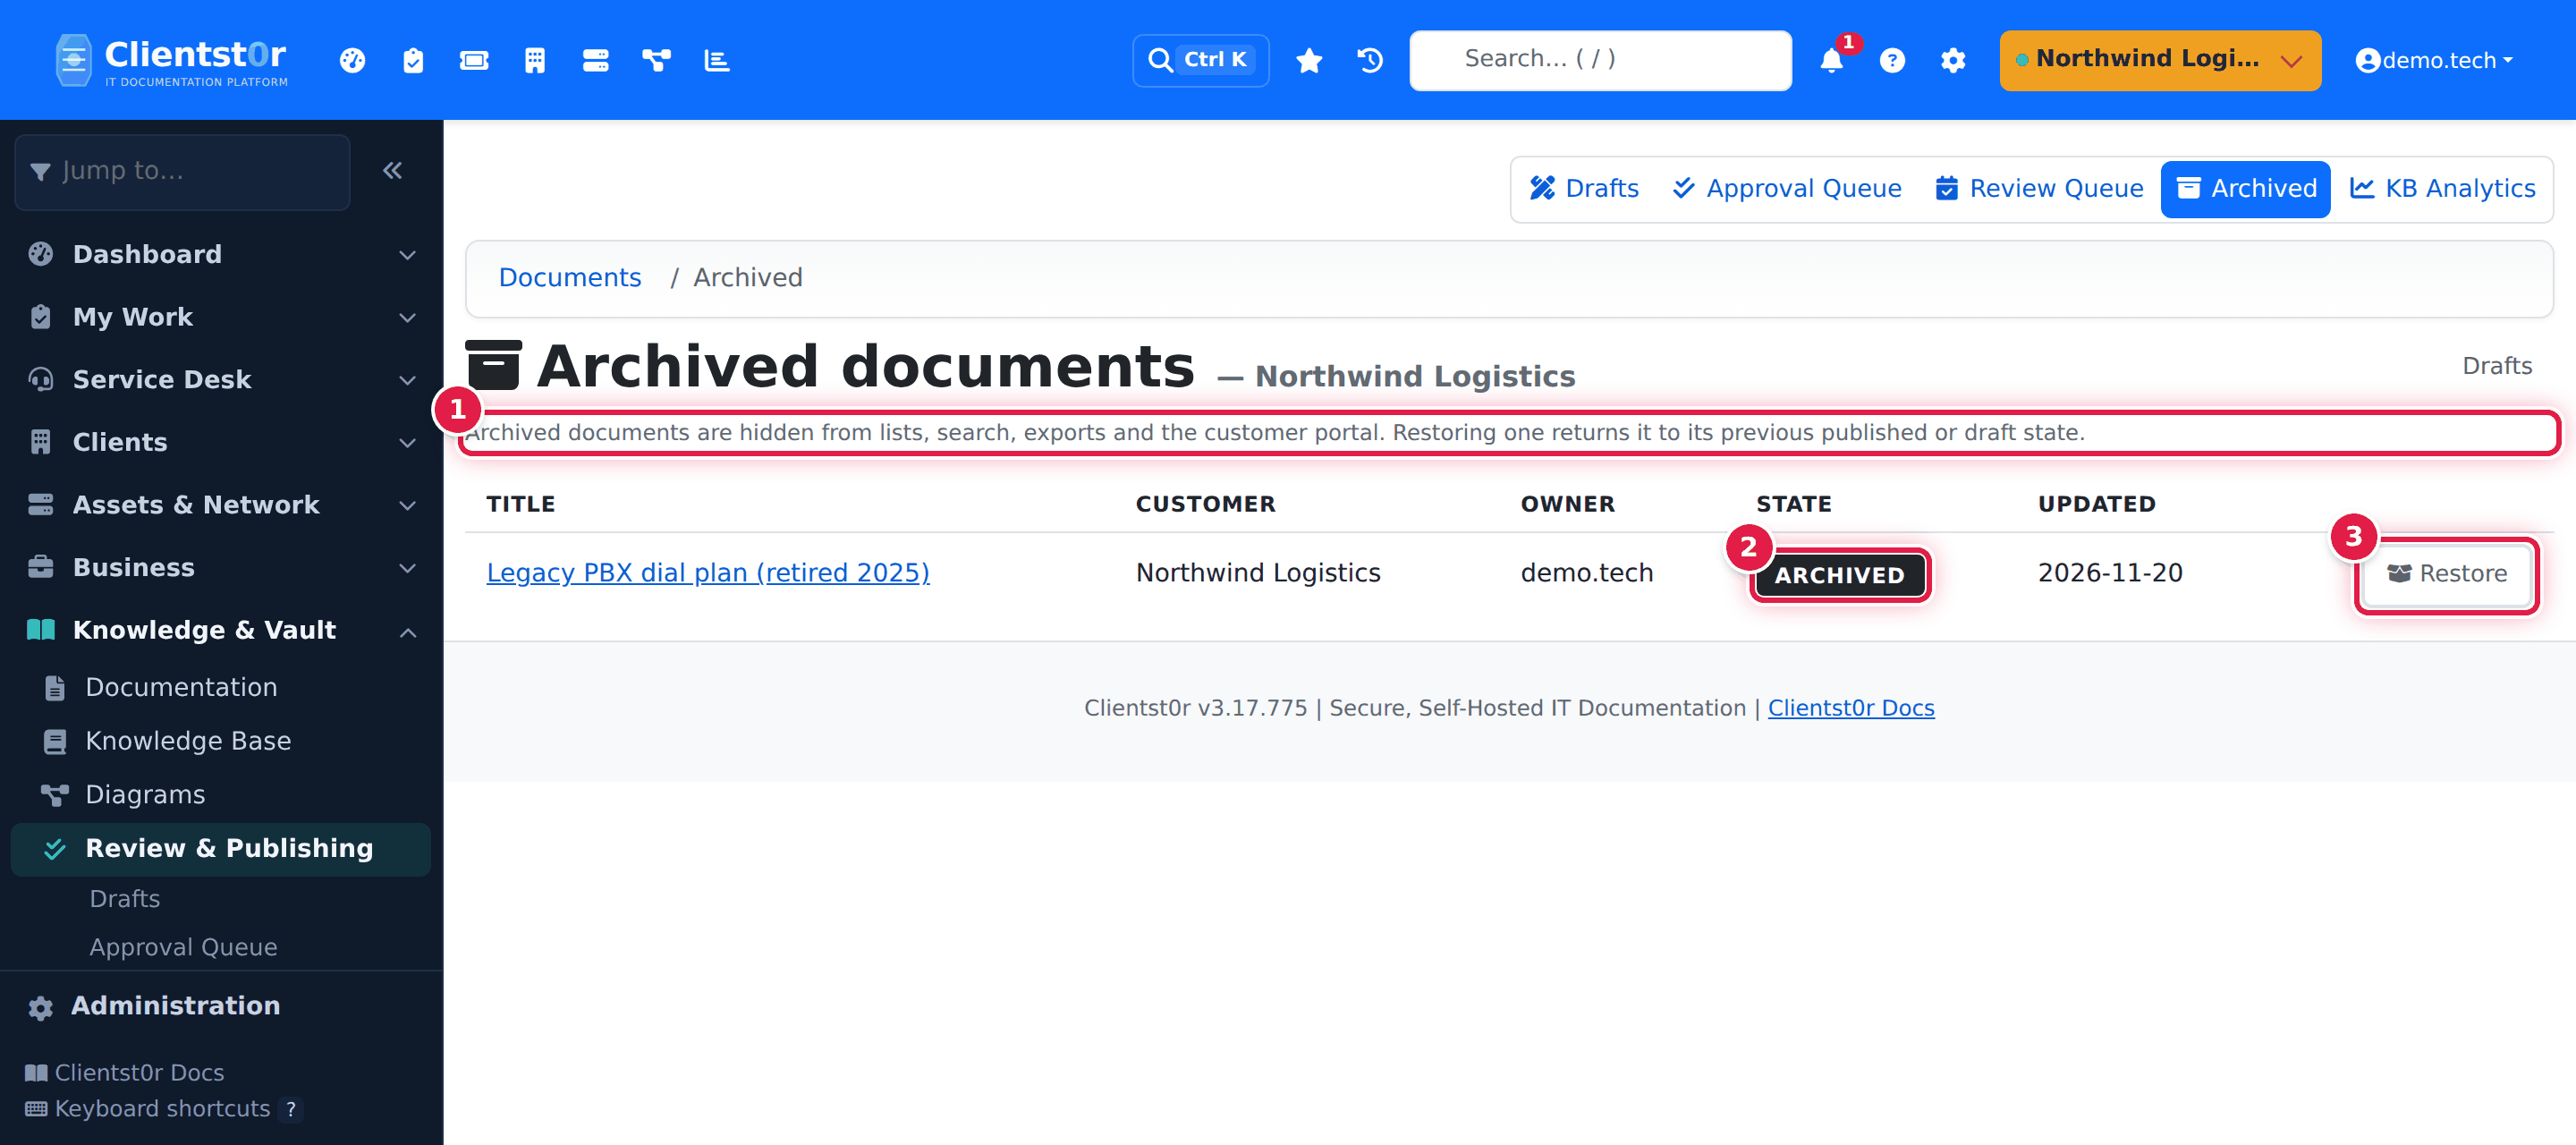 Clientst0r
IT DOCUMENTATION PLATFORM
Ctrl K
Search... ( / )
1
?
Northwind Logi...
demo.tech
Jump to...
Dashboard
My Work
Service Desk
Clients
Assets & Network
Business
Knowledge & Vault
Documentation
Knowledge Base
Diagrams
Review & Publishing
Drafts
Approval Queue
Administration
Clientst0r Docs
Keyboard shortcuts ?
Drafts Approval Queue Review Queue Archived KB Analytics
Documents / Archived
Archived documents — Northwind Logistics
Drafts
1
Archived documents are hidden from lists, search, exports and the customer portal. Restoring one returns it to its previous published or draft state.
TITLE CUSTOMER OWNER STATE UPDATED
2
3
Legacy PBX dial plan (retired 2025) Northwind Logistics demo.tech ARCHIVED 2026-11-20 Restore
Clientst0r v3.17.775 | Secure, Self-Hosted IT Documentation | Clientst0r Docs